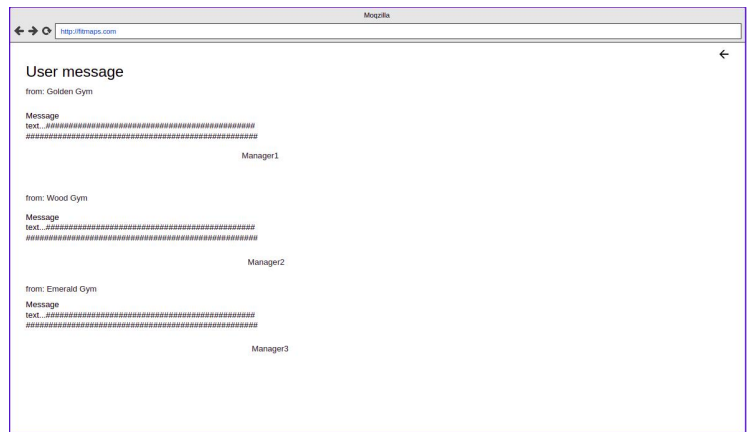 Moqzilla
http://fitmaps.com
User message
from: Golden Gym
Message
text...##############################################
###################################################
Manager1
from: Wood Gym
Message
text...##############################################
###################################################
Manager2
from: Emerald Gym
Message
text...##############################################
###################################################
Manager3